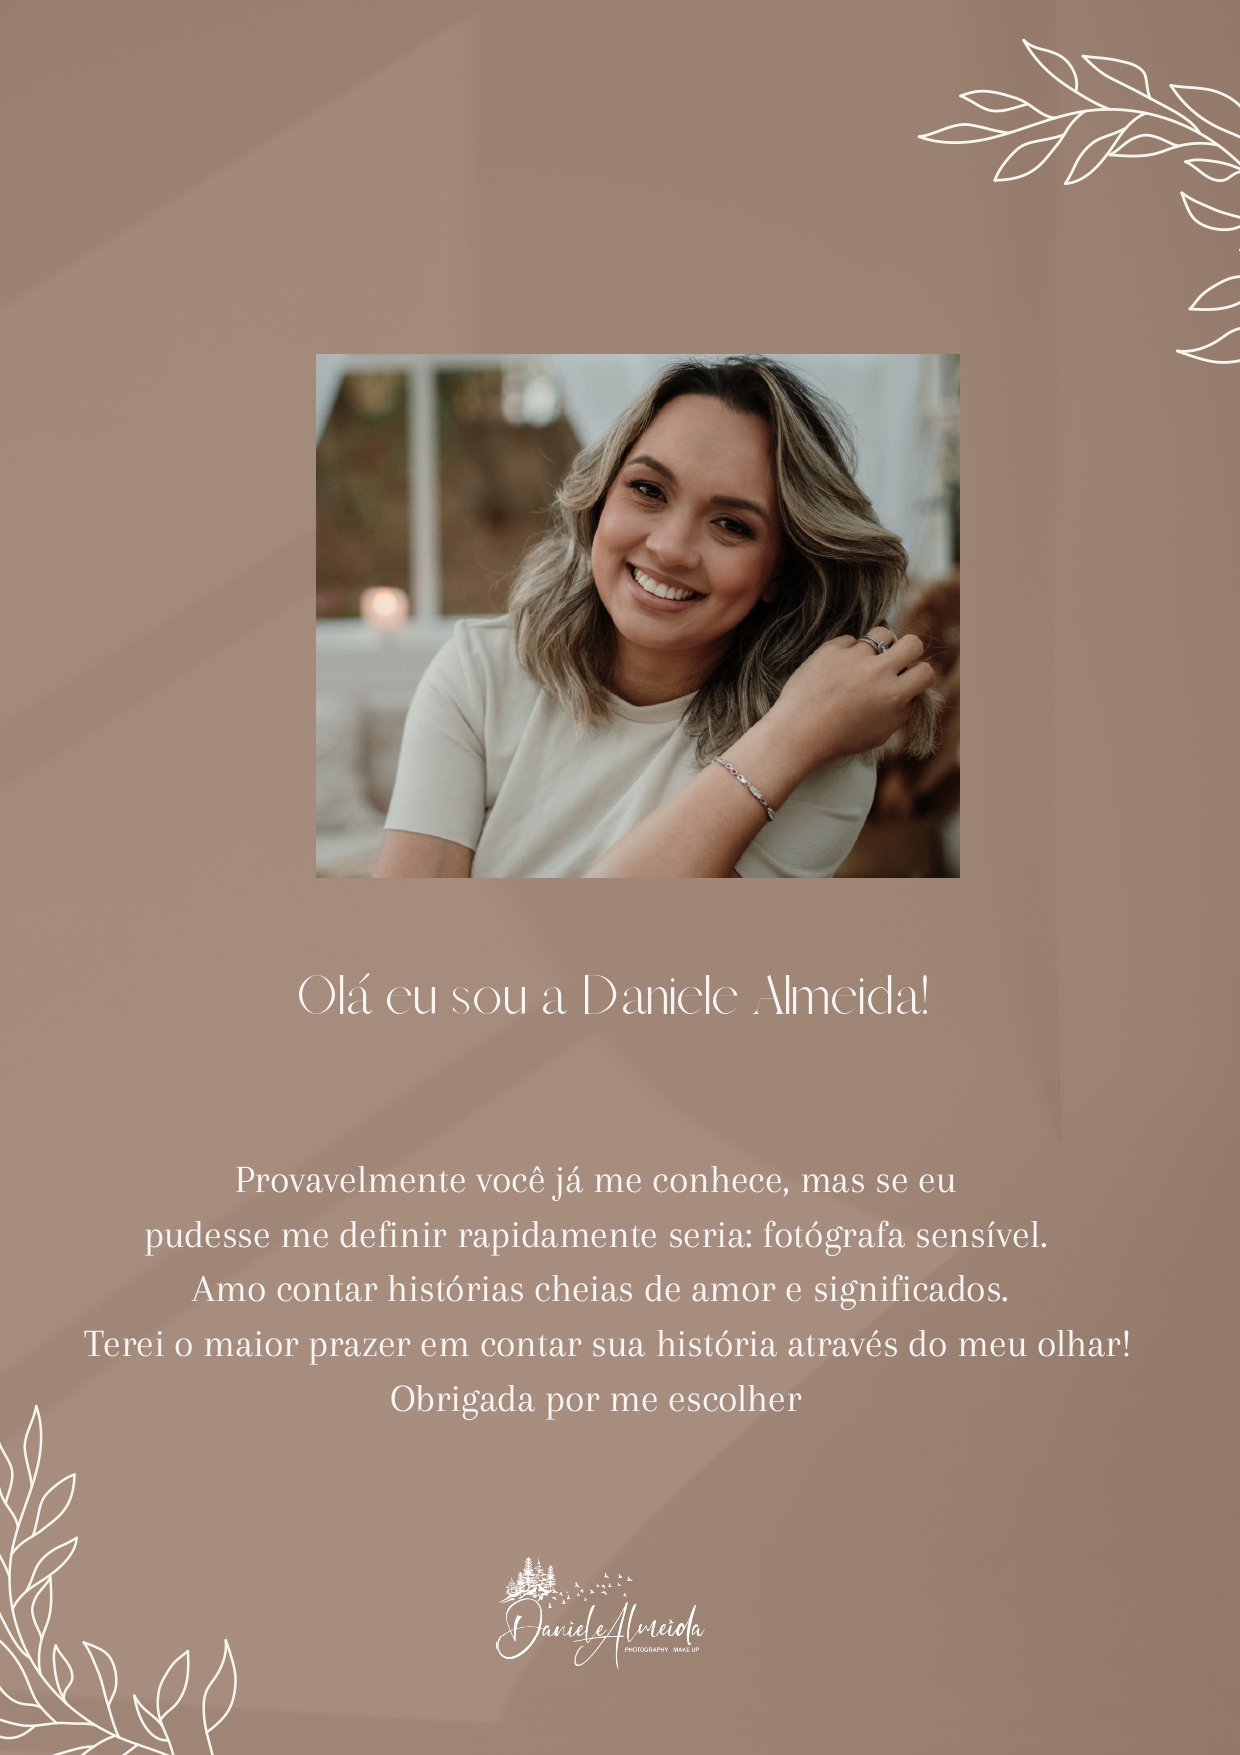 Olá eu sou a Daniele Almeida!
Provavelmente você já me conhece, mas se eu
pudesse me definir rapidamente seria: fotógrafa sensível.
Amo contar histórias cheias de amor e significados.
Terei o maior prazer em contar sua história através do meu olhar!
Obrigada por me escolher
Daniele Almeida
PHOTOGRAPHY MAKE UP